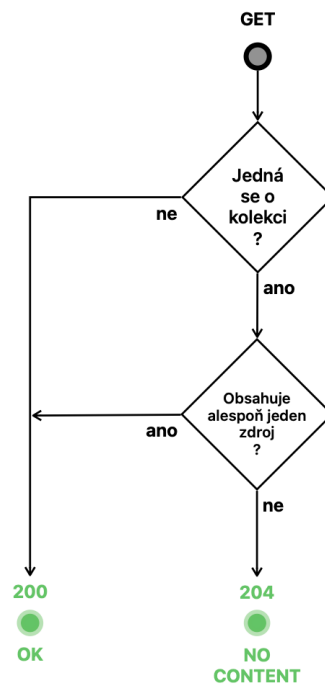 GET
Jedná
se o
kolekci
?
ne
ano
Obsahuje
alespoň jeden
zdroj
?
ano
ne
200
204
OK
NO
CONTENT